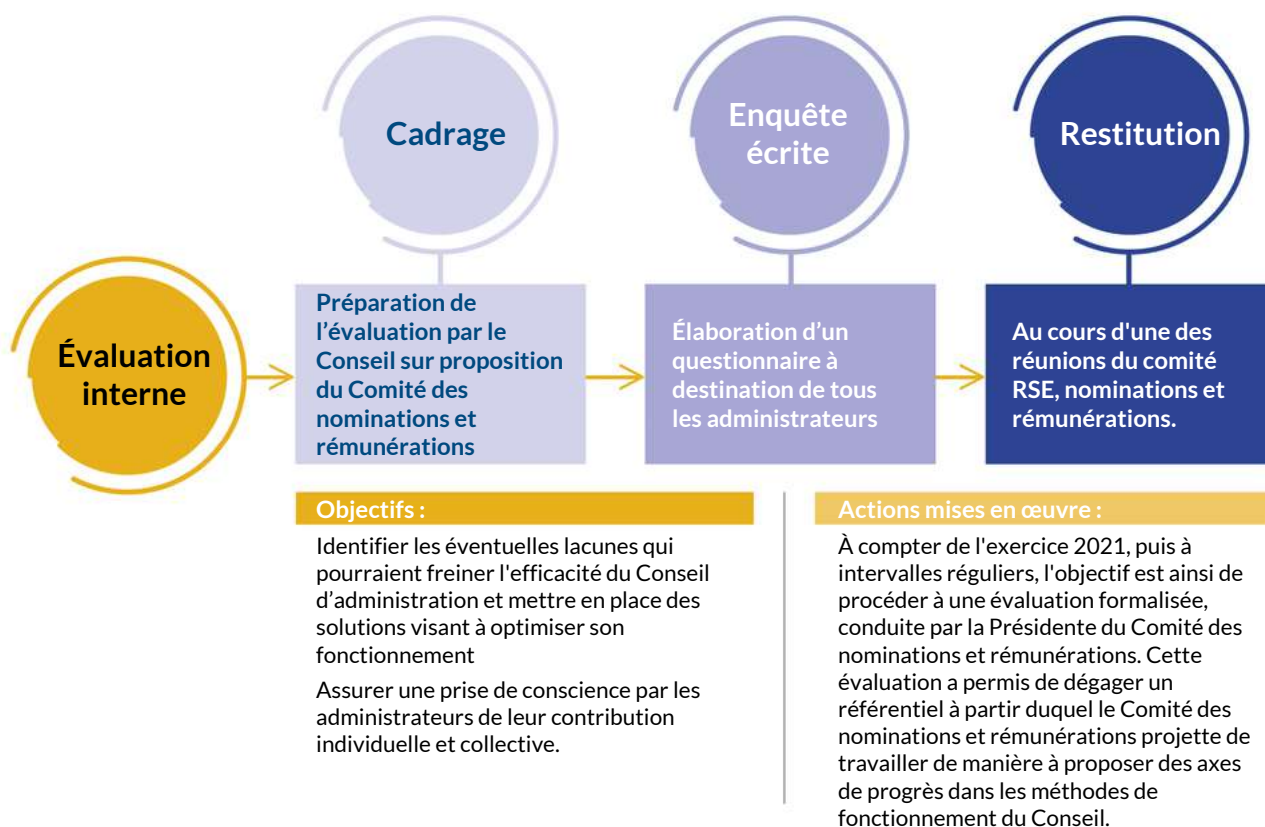 Cadrage
Enquête
écrite
Restitution
Évaluation
interne
Préparation de
l’évaluation par le
Conseil sur proposition
du Comité des
nominations et
rémunérations
Élaboration d’un
questionnaire à
destination de tous
les administrateurs
Au cours d'une des
réunions du comité
RSE, nominations et
rémunérations.
Objectifs :
Identifier les éventuelles lacunes qui
pourraient freiner l'efficacité du Conseil
d’administration et mettre en place des
solutions visant à optimiser son
fonctionnement
Assurer une prise de conscience par les
administrateurs de leur contribution
individuelle et collective.
Actions mises en œuvre :
À compter de l'exercice 2021, puis à
intervalles réguliers, l'objectif est ainsi de
procéder à une évaluation formalisée,
conduite par la Présidente du Comité des
nominations et rémunérations. Cette
évaluation a permis de dégager un
référentiel à partir duquel le Comité des
nominations et rémunérations projette de
travailler de manière à proposer des axes
de progrès dans les méthodes de
fonctionnement du Conseil.